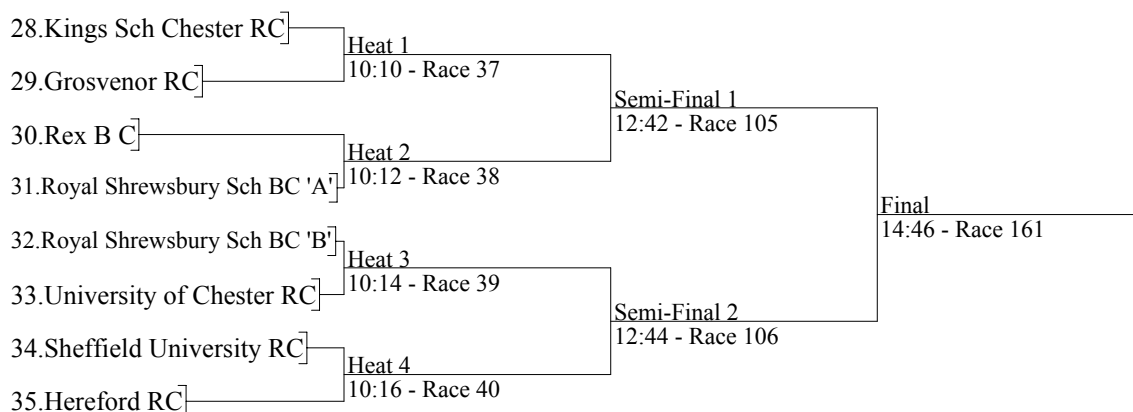 28.Kings Sch Chester RC
Heat 1
10:10 - Race 37
29.Grosvenor RC
Semi-Final 1
12:42 - Race 105
30.Rex B C
Heat 2
10:12 - Race 38
31.Royal Shrewsbury Sch BC 'A'
Final
14:46 - Race 161
32.Royal Shrewsbury Sch BC 'B'
Heat 3
10:14 - Race 39
33.University of Chester RC
Semi-Final 2
12:44 - Race 106
34.Sheffield University RC
Heat 4
10:16 - Race 40
35.Hereford RC